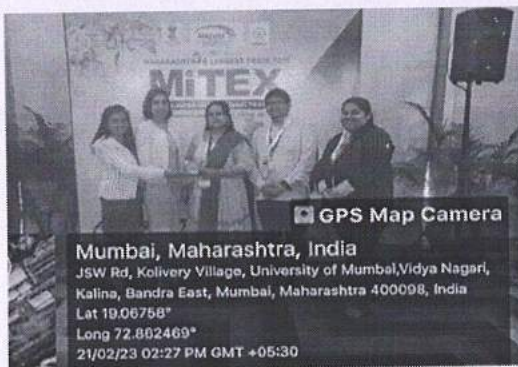 MAHARASHTRA'S LARGEST TRADE EXPO
MiTEX
GPS Map Camera
Mumbai, Maharashtra, India
JSW Rd, Kolivery Village, University of Mumbai,Vidya Nagari,
Kalina, Bandra East, Mumbai, Maharashtra 400098, India
Lat 19.06758°
Long 72.862469°
21/02/23 02:27 PM GMT +05:30